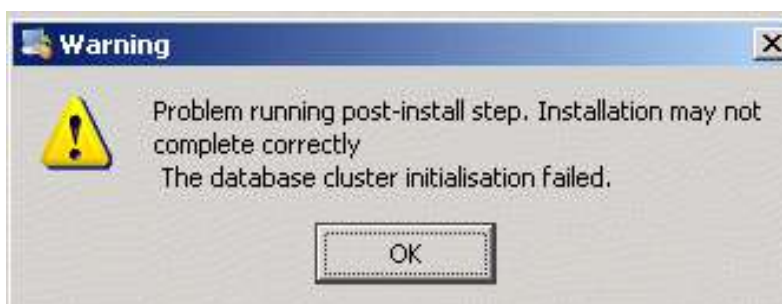 Warning
Problem running post-install step. Installation may not
complete correctly
The database cluster initialisation failed.
OK